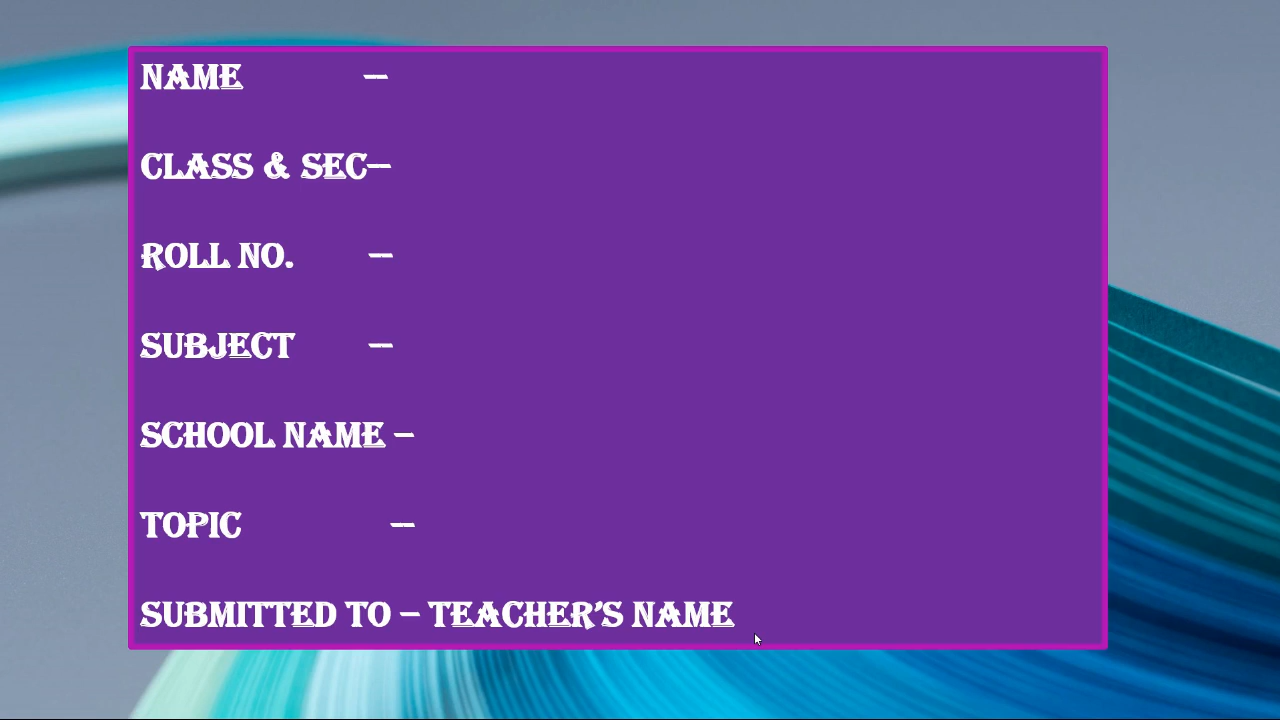 NAME –
CLASS & SEC–
ROLL NO. –
SUBJECT –
SCHOOL NAME –
TOPIC –
SUBMITTED TO – TEACHER’S NAME